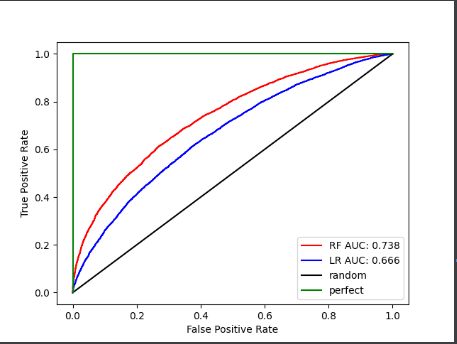 1.0
0.8
0.6
0.4
0.2
0.0
True Positive Rate
RF AUC: 0.738
LR AUC: 0.666
random
perfect
0.0 0.2 0.4 0.6 0.8 1.0
False Positive Rate